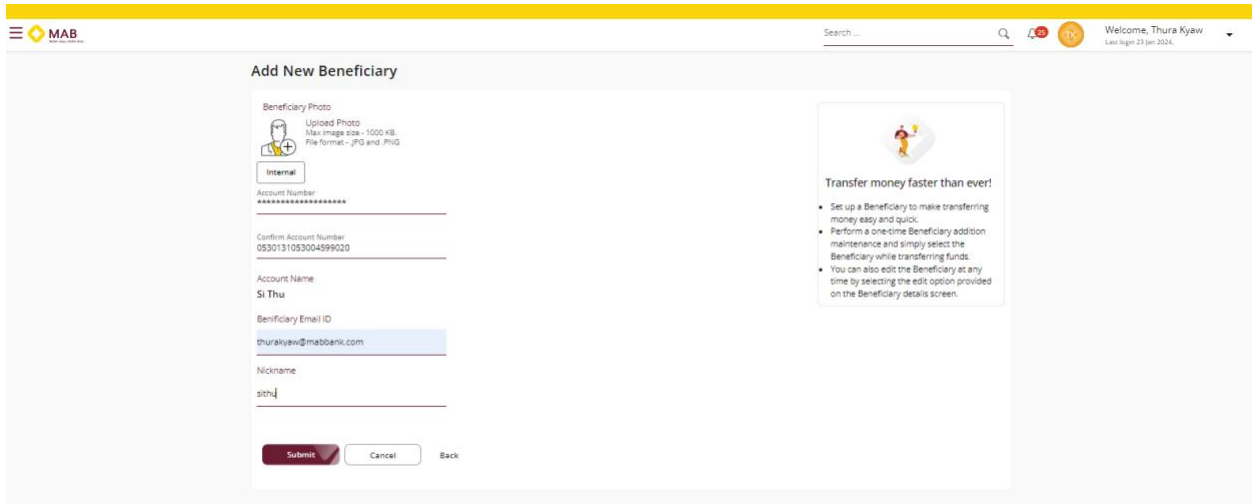 MAB
Search ...
25
TK
Welcome, Thura Kyaw
Last login 23 Jan 2024,
Add New Beneficiary
Beneficiary Photo
Upload Photo
Max image size - 1000 KB.
File format - .JPG and .PNG
Internal
Account Number
*******************
Confirm Account Number
0530131053004599020
Account Name
Si Thu
Benificiary Email ID
thurakyaw@mabbank.com
Nickname
sithu
Submit
Cancel
Back
Transfer money faster than ever!
• Set up a Beneficiary to make transferring
money easy and quick.
• Perform a one-time Beneficiary addition
maintenance and simply select the
Beneficiary while transferring funds.
• You can also edit the Beneficiary at any
time by selecting the edit option provided
on the Beneficiary details screen.